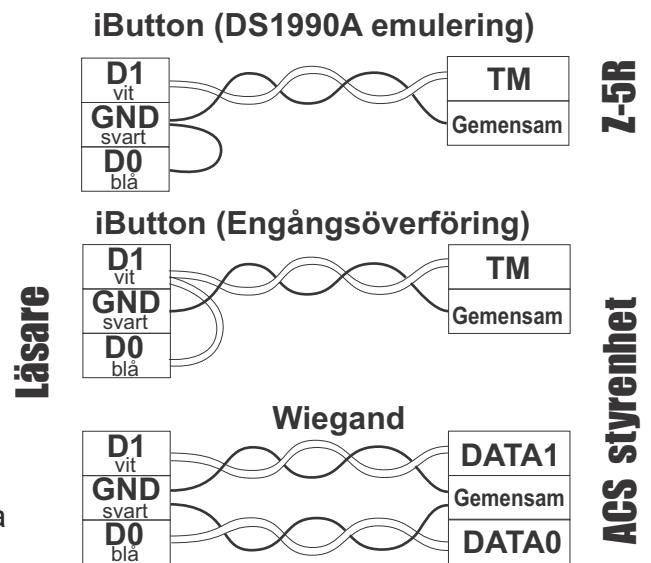 iButton (DS1990A emulering)
D1
vit
GND
svart
D0
blå
TM
Gemensam
Z-5R
iButton (Engångsöverföring)
D1
vit
GND
svart
D0
blå
TM
Gemensam
Läsare
Wiegand
D1
vit
GND
svart
D0
blå
DATA1
Gemensam
DATA0
ACS styrenhet
a